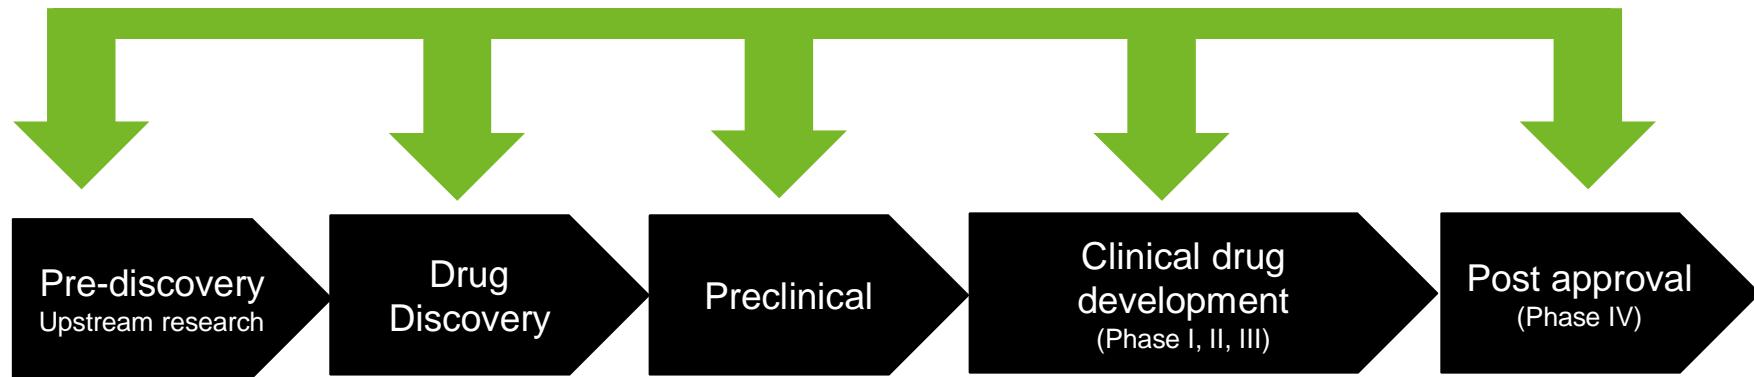 Pre-discovery
Upstream research
Drug
Discovery
Preclinical
Clinical drug
development
(Phase I, II, III)
Post approval
(Phase IV)